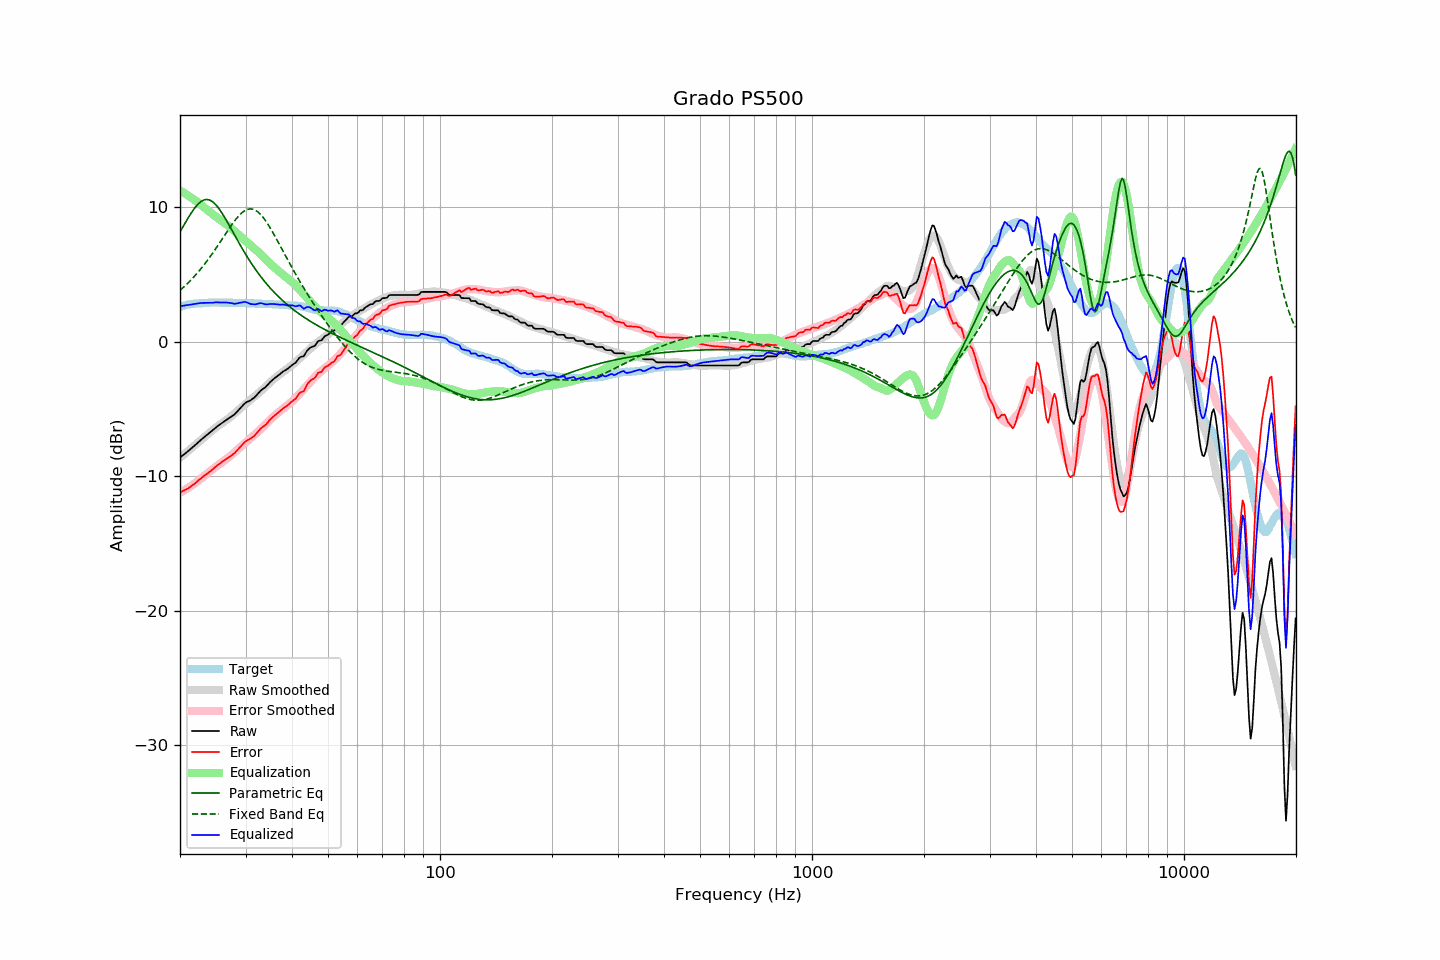 Grado PS500
Amplitude (dBr)
10
0
−10
−20
−30
Target
Raw Smoothed
Error Smoothed
Raw
Error
Equalization
Parametric Eq
Fixed Band Eq
Equalized
100
1000
10000
Frequency (Hz)